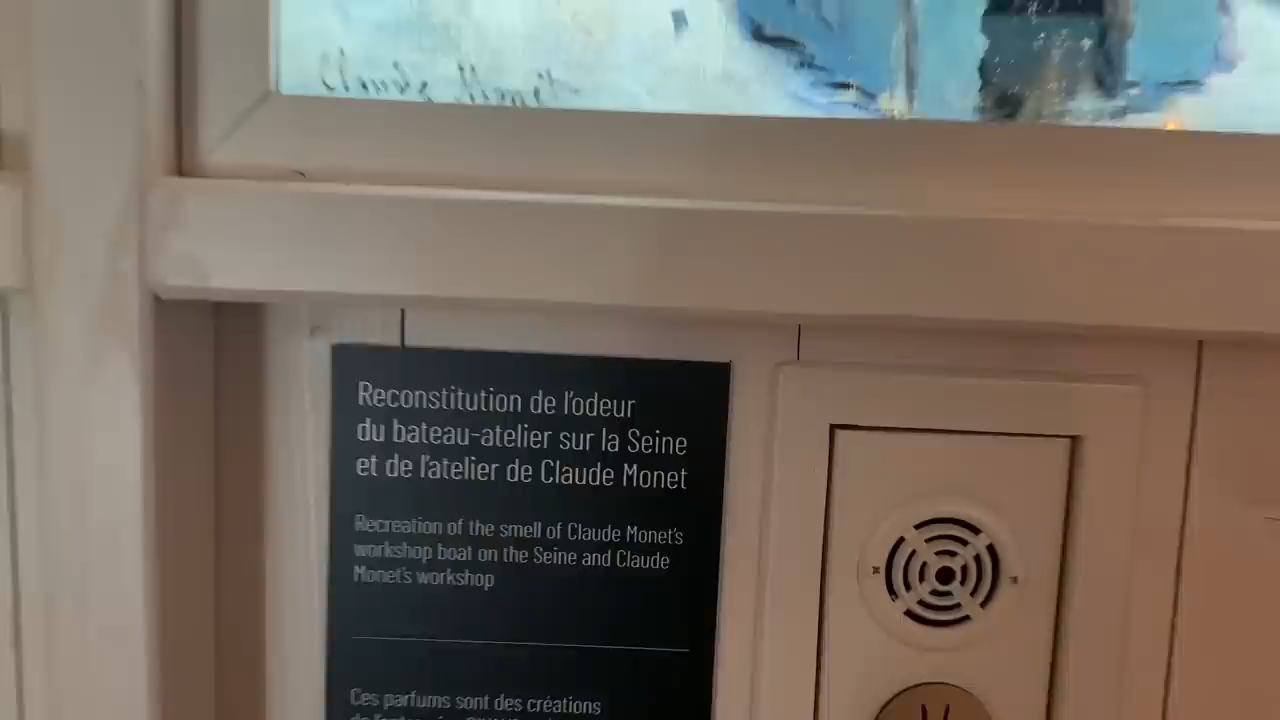 Claude Monet
Reconstitution de l'odeur
du bateau-atelier sur la Seine
et de l'atelier de Claude Monet
Recreation of the smell of Claude Monet's
workshop boat on the Seine and Claude
Monet's workshop
Ces parfums sont des créations